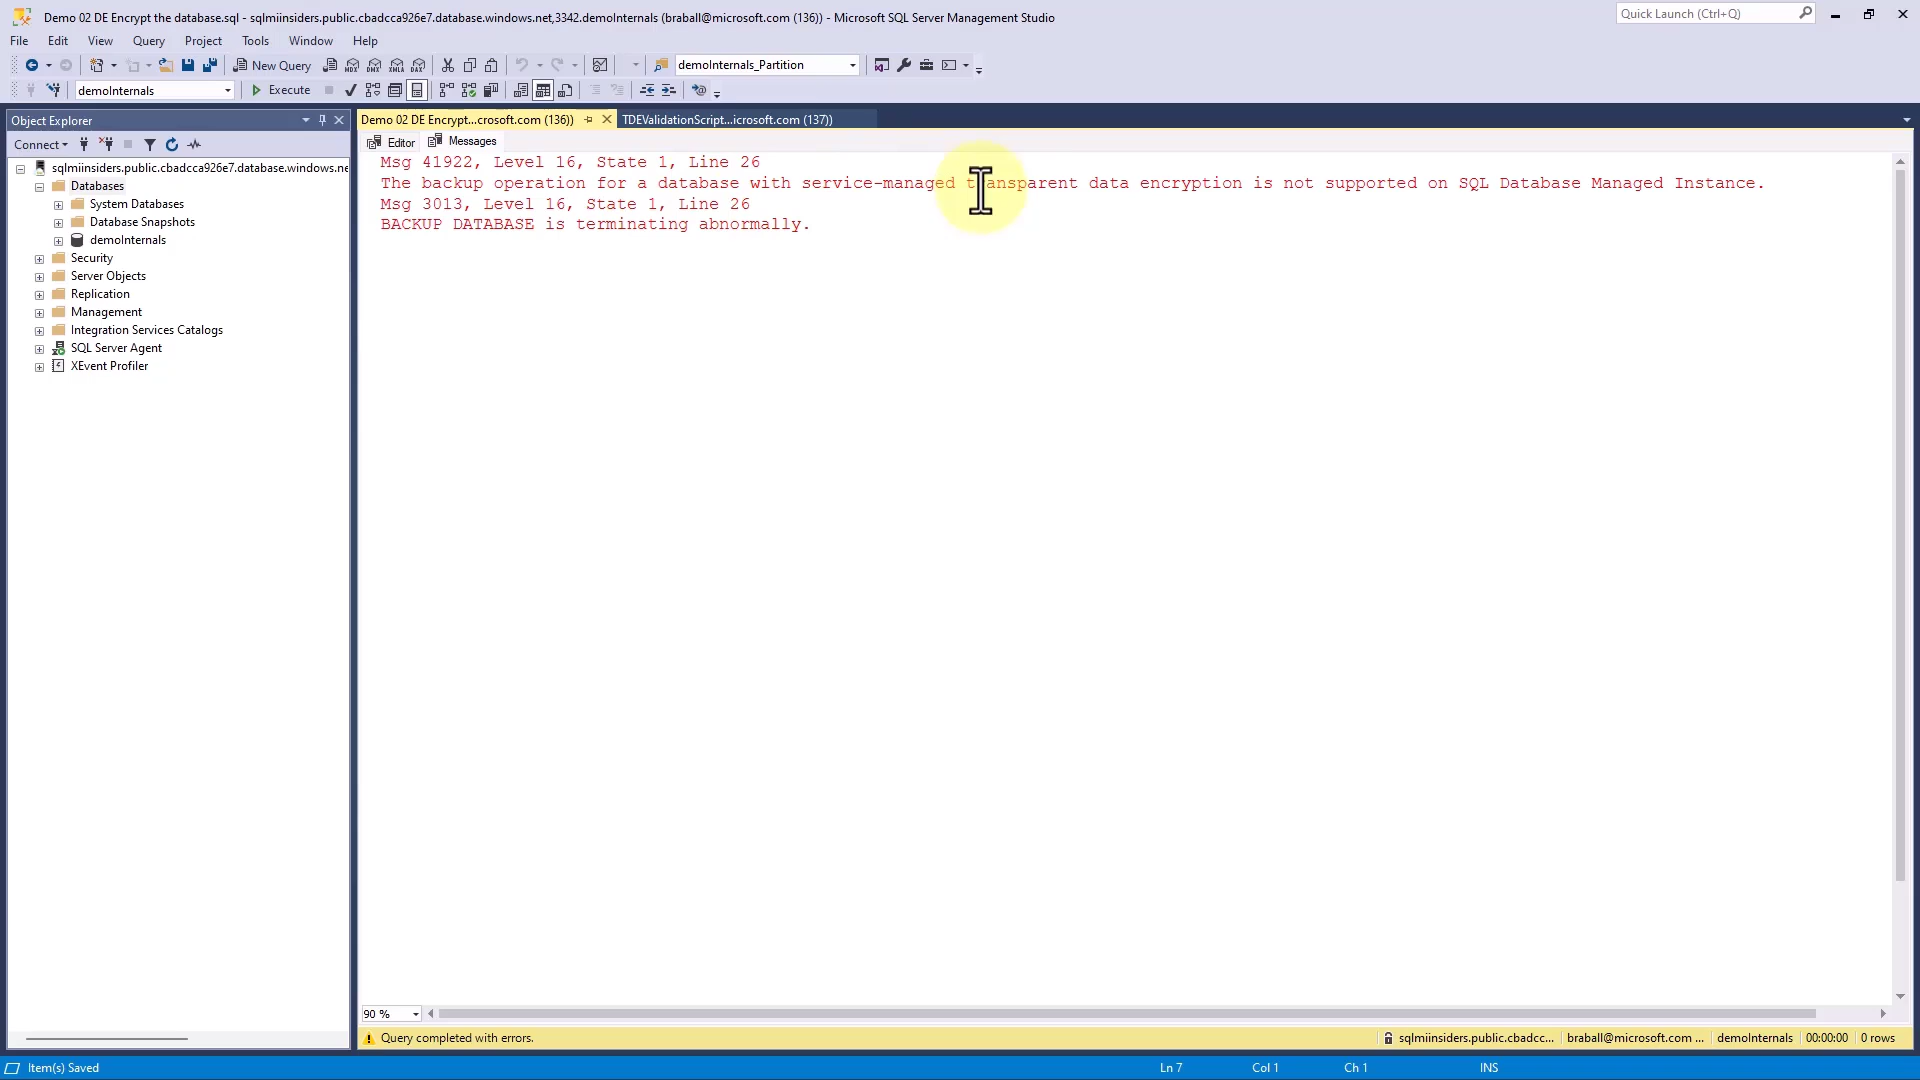 Demo 02 DE Encrypt the database.sql - sqlmiinsiders.public.cbadcca926e7.database.windows.net,3342.demoInternals (braball@microsoft.com (136)) - Microsoft SQL Server Management Studio
Quick Launch (Ctrl+Q)
File Edit View Query Project Tools Window Help
New Query MDX DMX XMLA DAX demoInternals_Partition
demoInternals Execute
Object Explorer
Demo 02 DE Encrypt...crosoft.com (136)) TDEValidationScript...icrosoft.com (137))
Connect
Editor Messages
sqlmiinsiders.public.cbadcca926e7.database.windows.ne
Databases
System Databases
Database Snapshots
demoInternals
Security
Server Objects
Replication
Management
Integration Services Catalogs
SQL Server Agent
XEvent Profiler
Msg 41922, Level 16, State 1, Line 26
The backup operation for a database with service-managed transparent data encryption is not supported on SQL Database Managed Instance.
Msg 3013, Level 16, State 1, Line 26
BACKUP DATABASE is terminating abnormally.
90 %
Query completed with errors. sqlmiinsiders.public.cbadcc... braball@microsoft.com ... demoInternals 00:00:00 0 rows
Item(s) Saved Ln 7 Col 1 Ch 1 INS